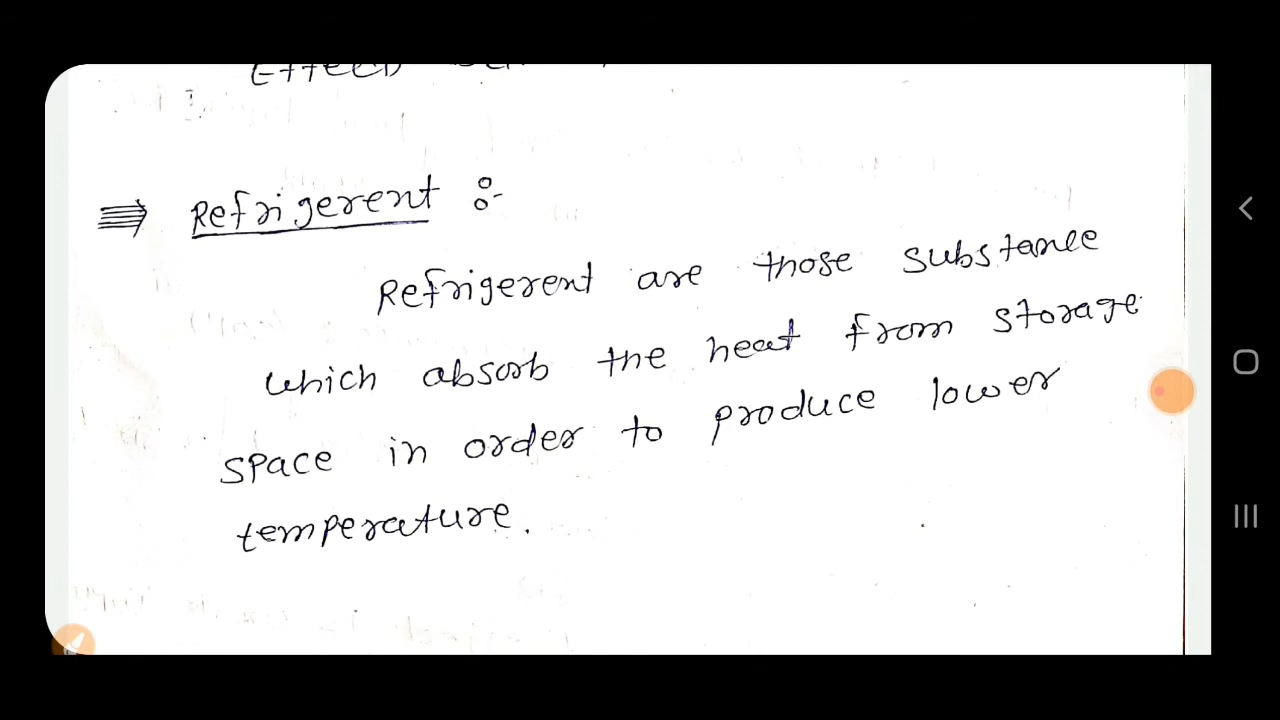 ⇒ Refrigerent :-
Refrigerent are those substance
which absorb the heat from storage
space in order to produce lower
temperature.